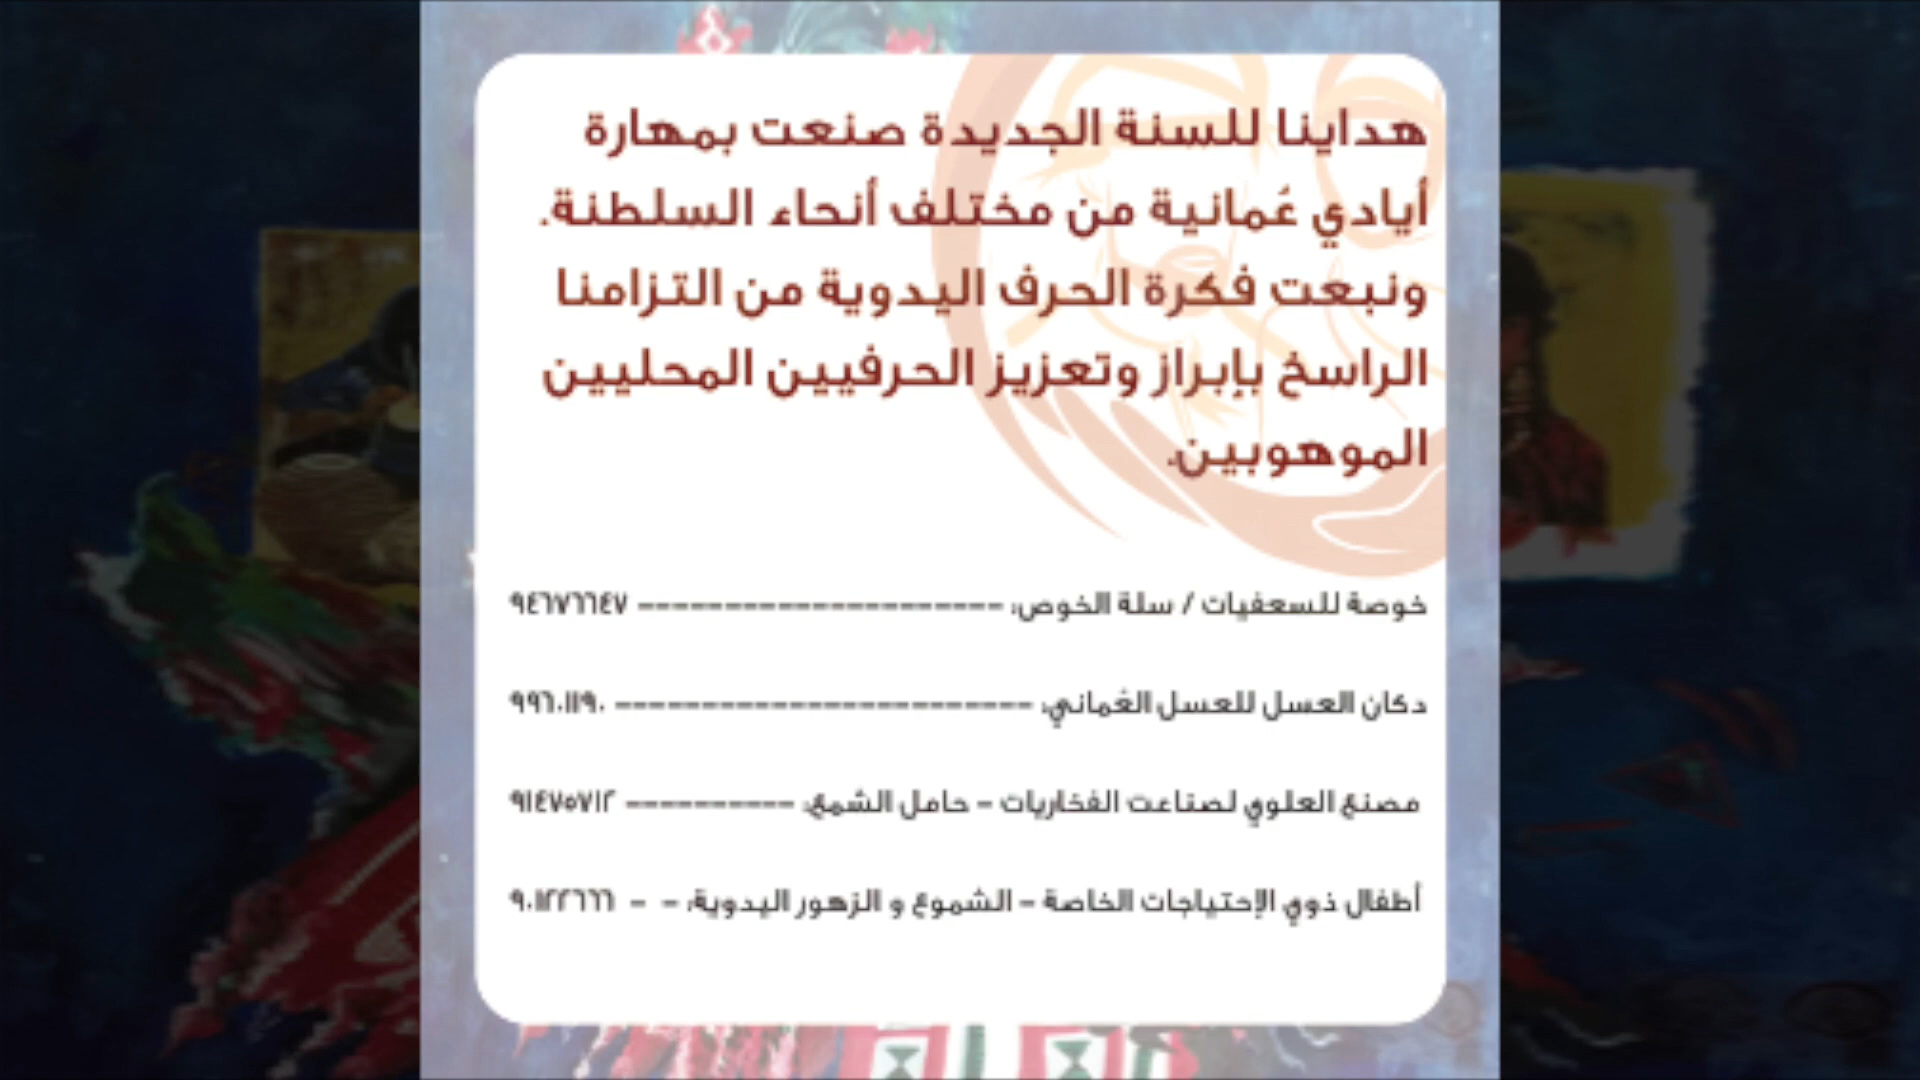 هداينا للسنة الجديدة صنعت بمهارة
أيادي عُمانية من مختلف أنحاء السلطنة.
ونبعت فكرة الحرف اليدوية من التزامنا
الراسخ بإبراز وتعزيز الحرفيين المحليين
الموهوبين.
خوصة للسعفيات / سلة الخوص: --------------------- ٩٤٦٧٦٦٤٧
دكان العسل للعسل العُماني: ------------------------ ٩٩٦٠١١٩٠
مصنع العلوي لصناعت الفخاريات - حامل الشمع: ---------- ٩١٤٧٥٧١٢
أطفال ذوي الإحتياجات الخاصة - الشموع و الزهور اليدوية: - - ٩٠١٢٢٦٦٦